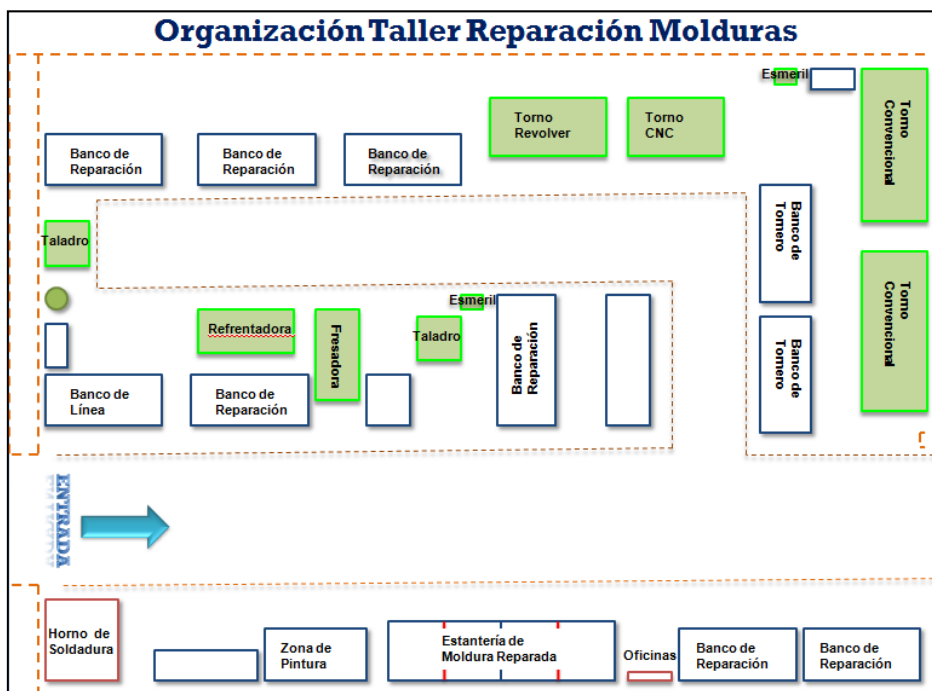 Organización Taller Reparación Molduras
Esmeril
Torno
Convencional
Torno
Revolver
Torno
CNC
Banco de
Reparación
Banco de
Reparación
Banco de
Reparación
Banco de
Tornero
Taladro
Torno
Convencional
Esmeril
Refrentadora
Fresadora
Taladro
Banco de
Reparación
Banco de
Tornero
Banco de
Línea
Banco de
Reparación
ENTRADA
Horno de
Soldadura
Zona de
Pintura
Estantería de
Moldura Reparada
Oficinas
Banco de
Reparación
Banco de
Reparación